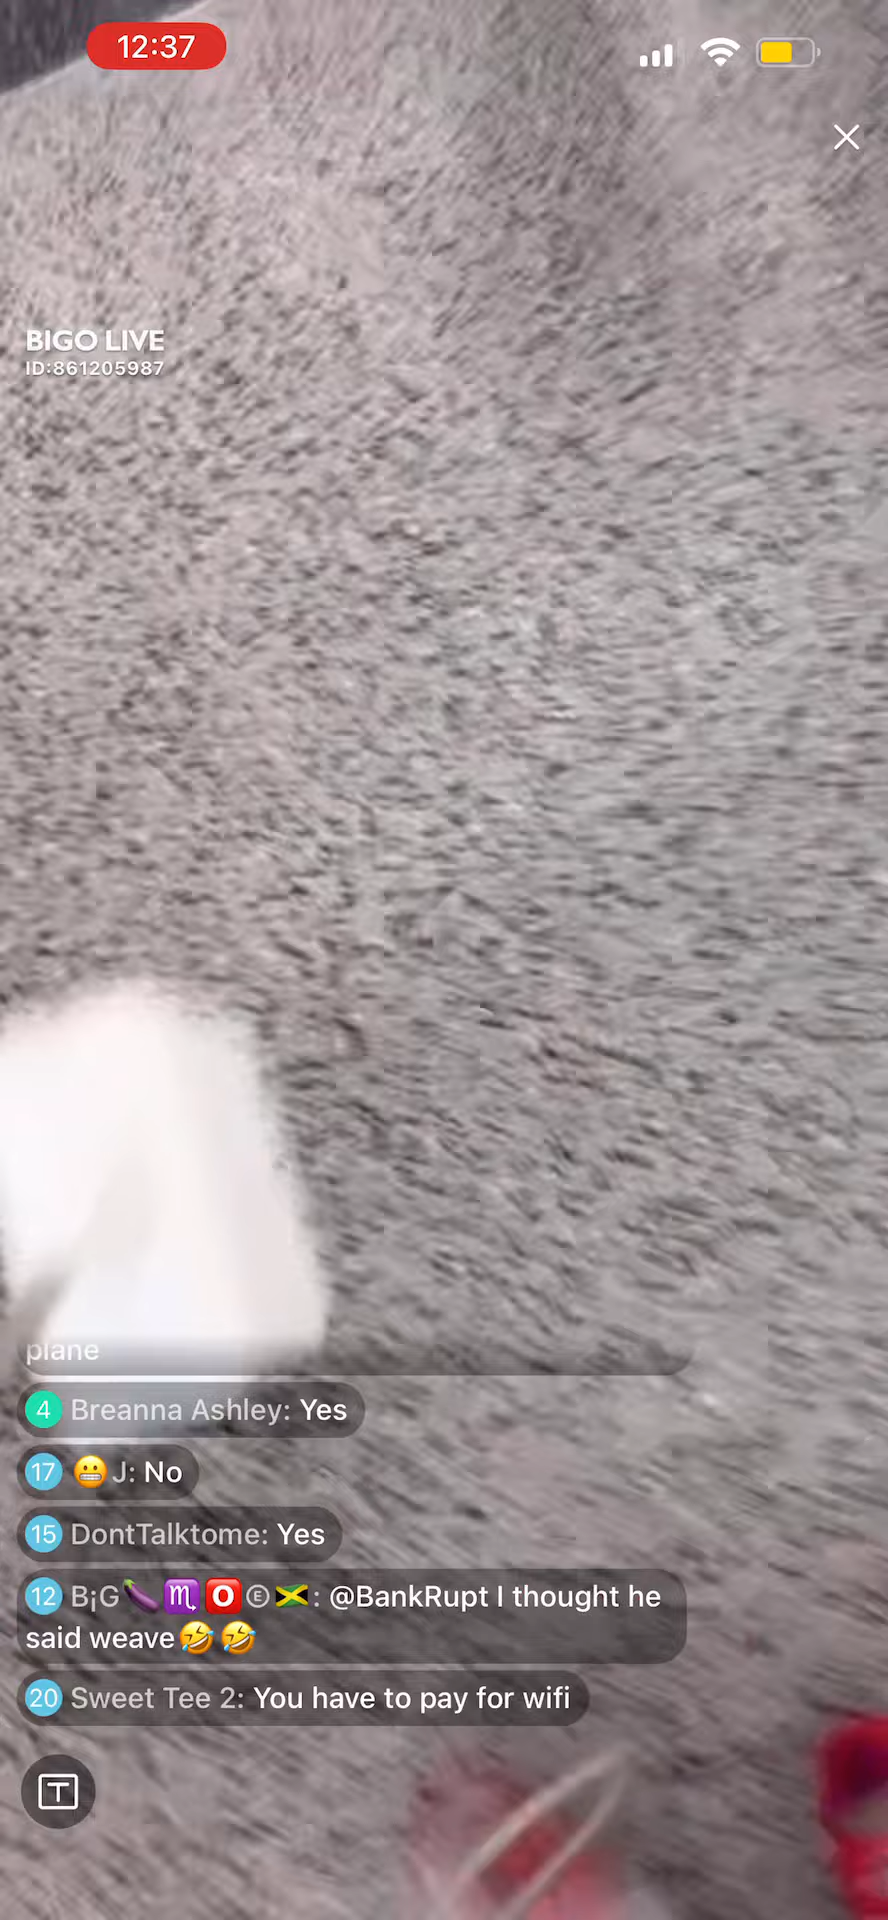 12:37
BIGO LIVE
ID:861205987
plane
4 Breanna Ashley: Yes
17 😬 J: No
15 DontTalktome: Yes
12 B¡G🍆♏🅾️Ⓔ🇯🇲: @BankRupt I thought he
said weave🤣🤣
20 Sweet Tee 2: You have to pay for wifi
T